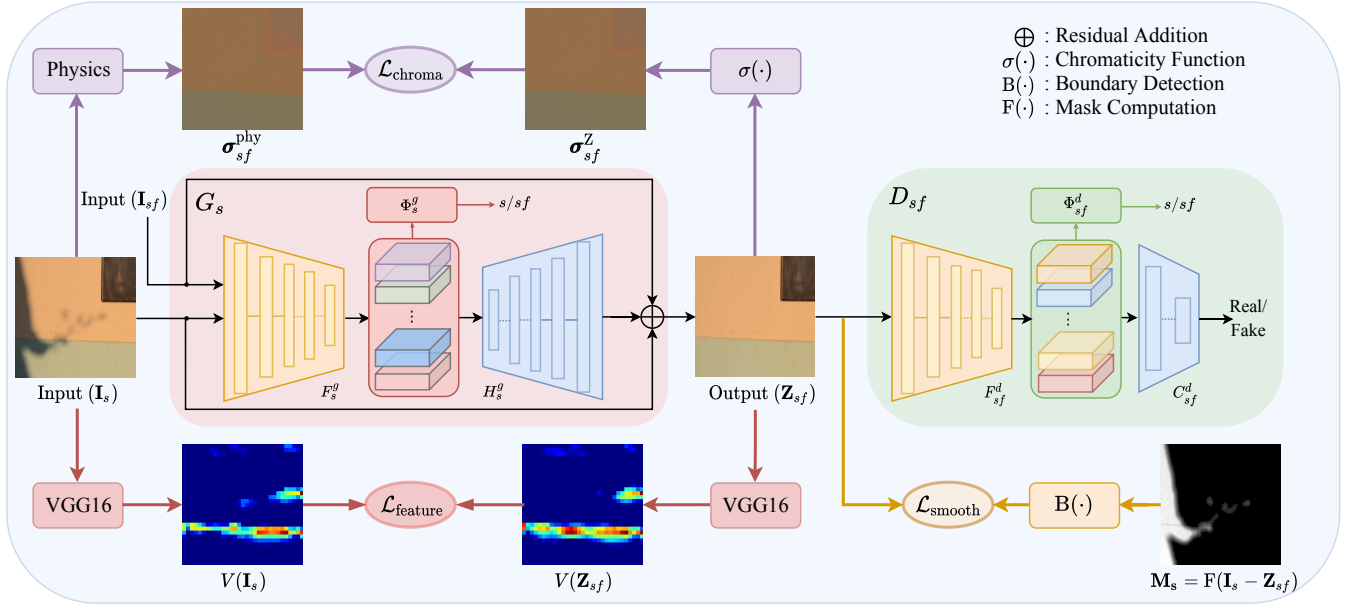 Physics
ℒ_chroma
σ(·)
⊕ : Residual Addition
σ(·) : Chromaticity Function
B(·) : Boundary Detection
F(·) : Mask Computation
σ_sf^phy
σ_sf^Z
Input (I_sf)
G_s
Φ_s^g
s/sf
D_sf
Φ_sf^d
s/sf
Real/
Fake
F_s^g
H_s^g
F_sf^d
C_sf^d
Input (I_s)
Output (Z_sf)
VGG16
ℒ_feature
VGG16
ℒ_smooth
B(·)
V(I_s)
V(Z_sf)
M_s = F(I_s − Z_sf)